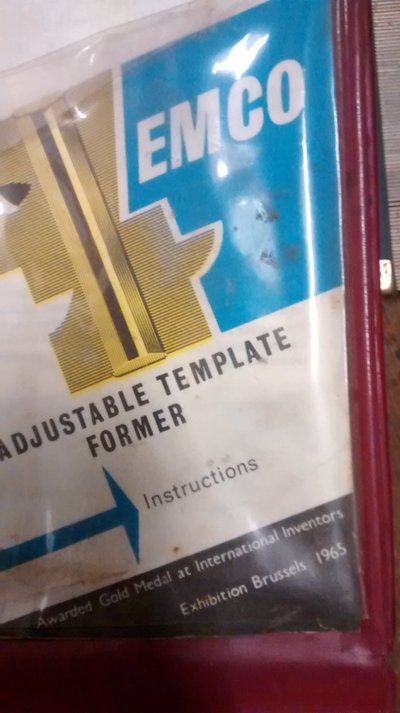 EMCO
ADJUSTABLE TEMPLATE
FORMER
Instructions
Awarded Gold Medal at International Inventors
Exhibition Brussels 1965